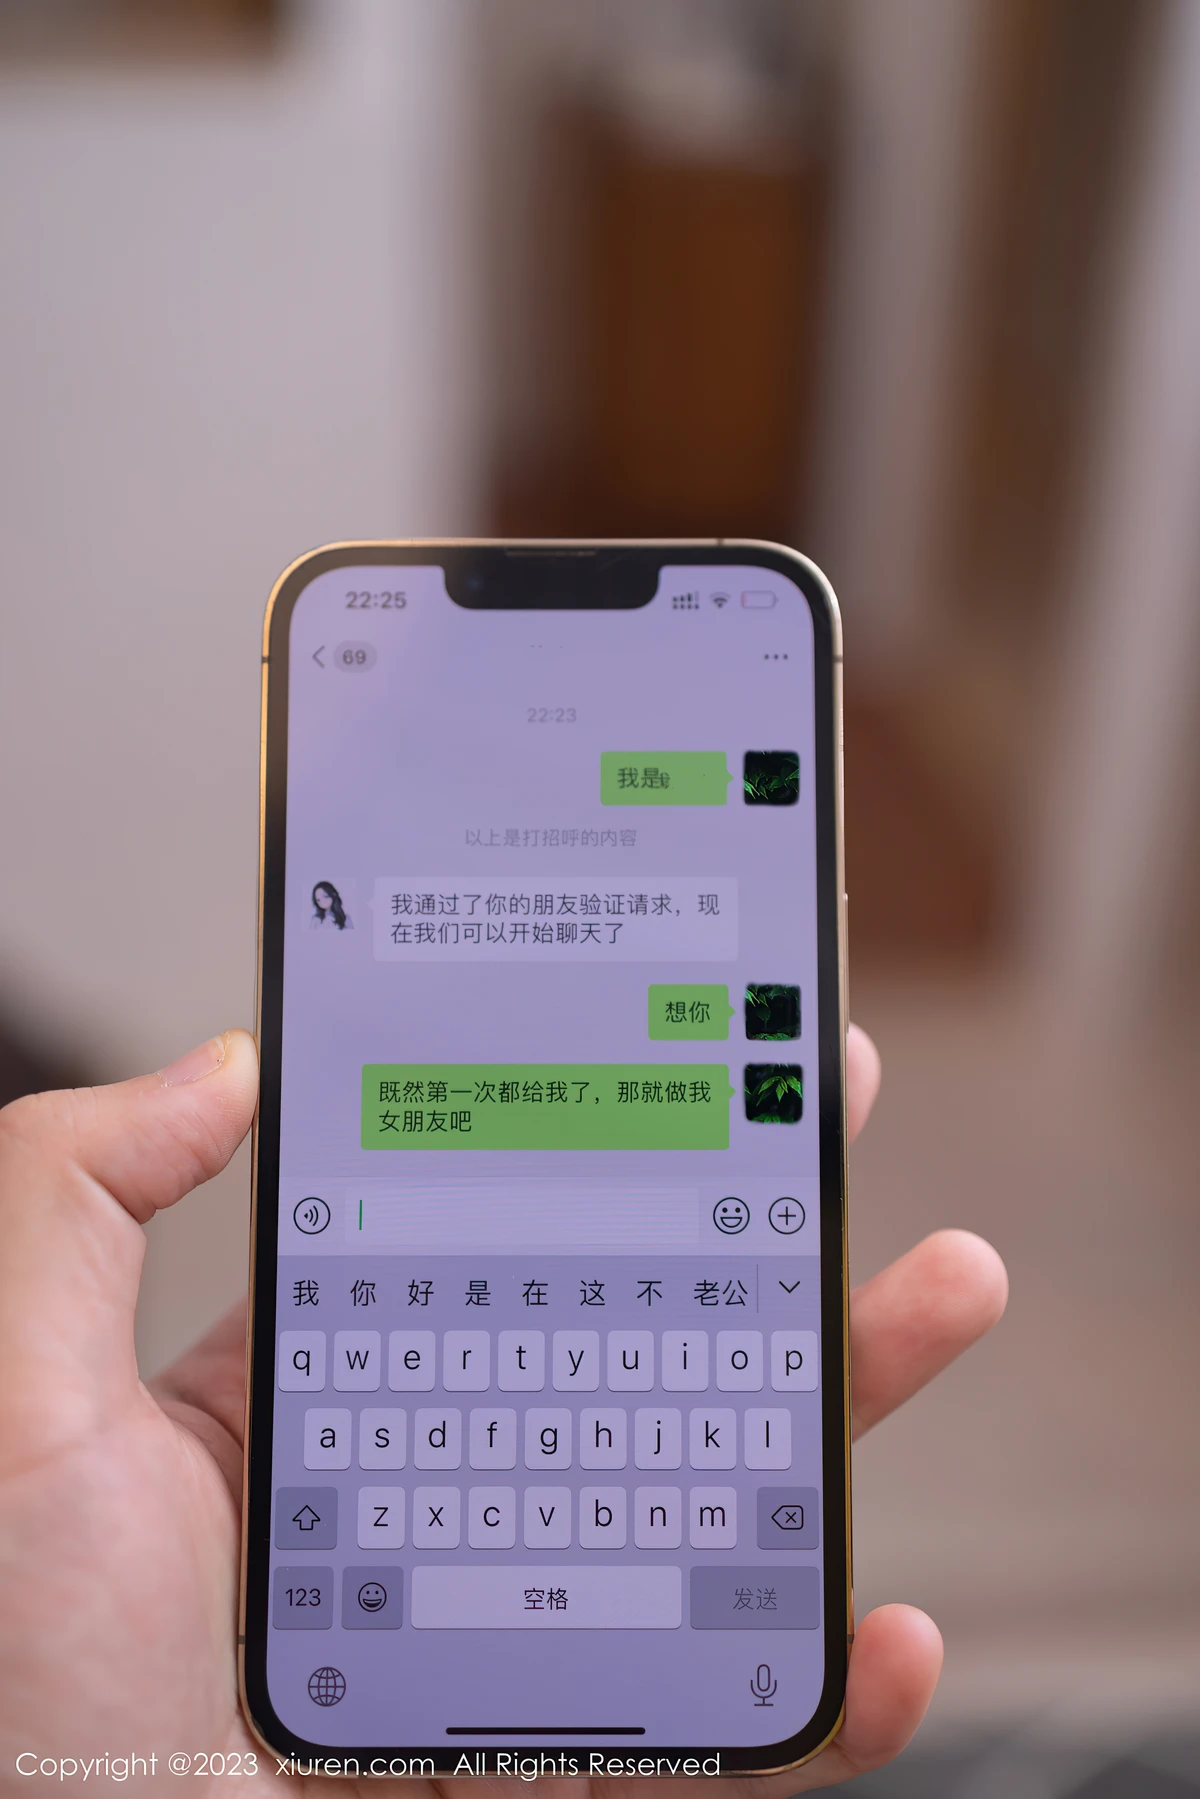 22:25
69
22:23
我是
以上是打招呼的内容
我通过了你的朋友验证请求，现
在我们可以开始聊天了
想你
既然第一次都给我了，那就做我
女朋友吧
我 你 好 是 在 这 不 老公
q w e r t y u i o p
a s d f g h j k l
z x c v b n m
123 空格 发送
Copyright @2023 xiuren.com All Rights Reserved